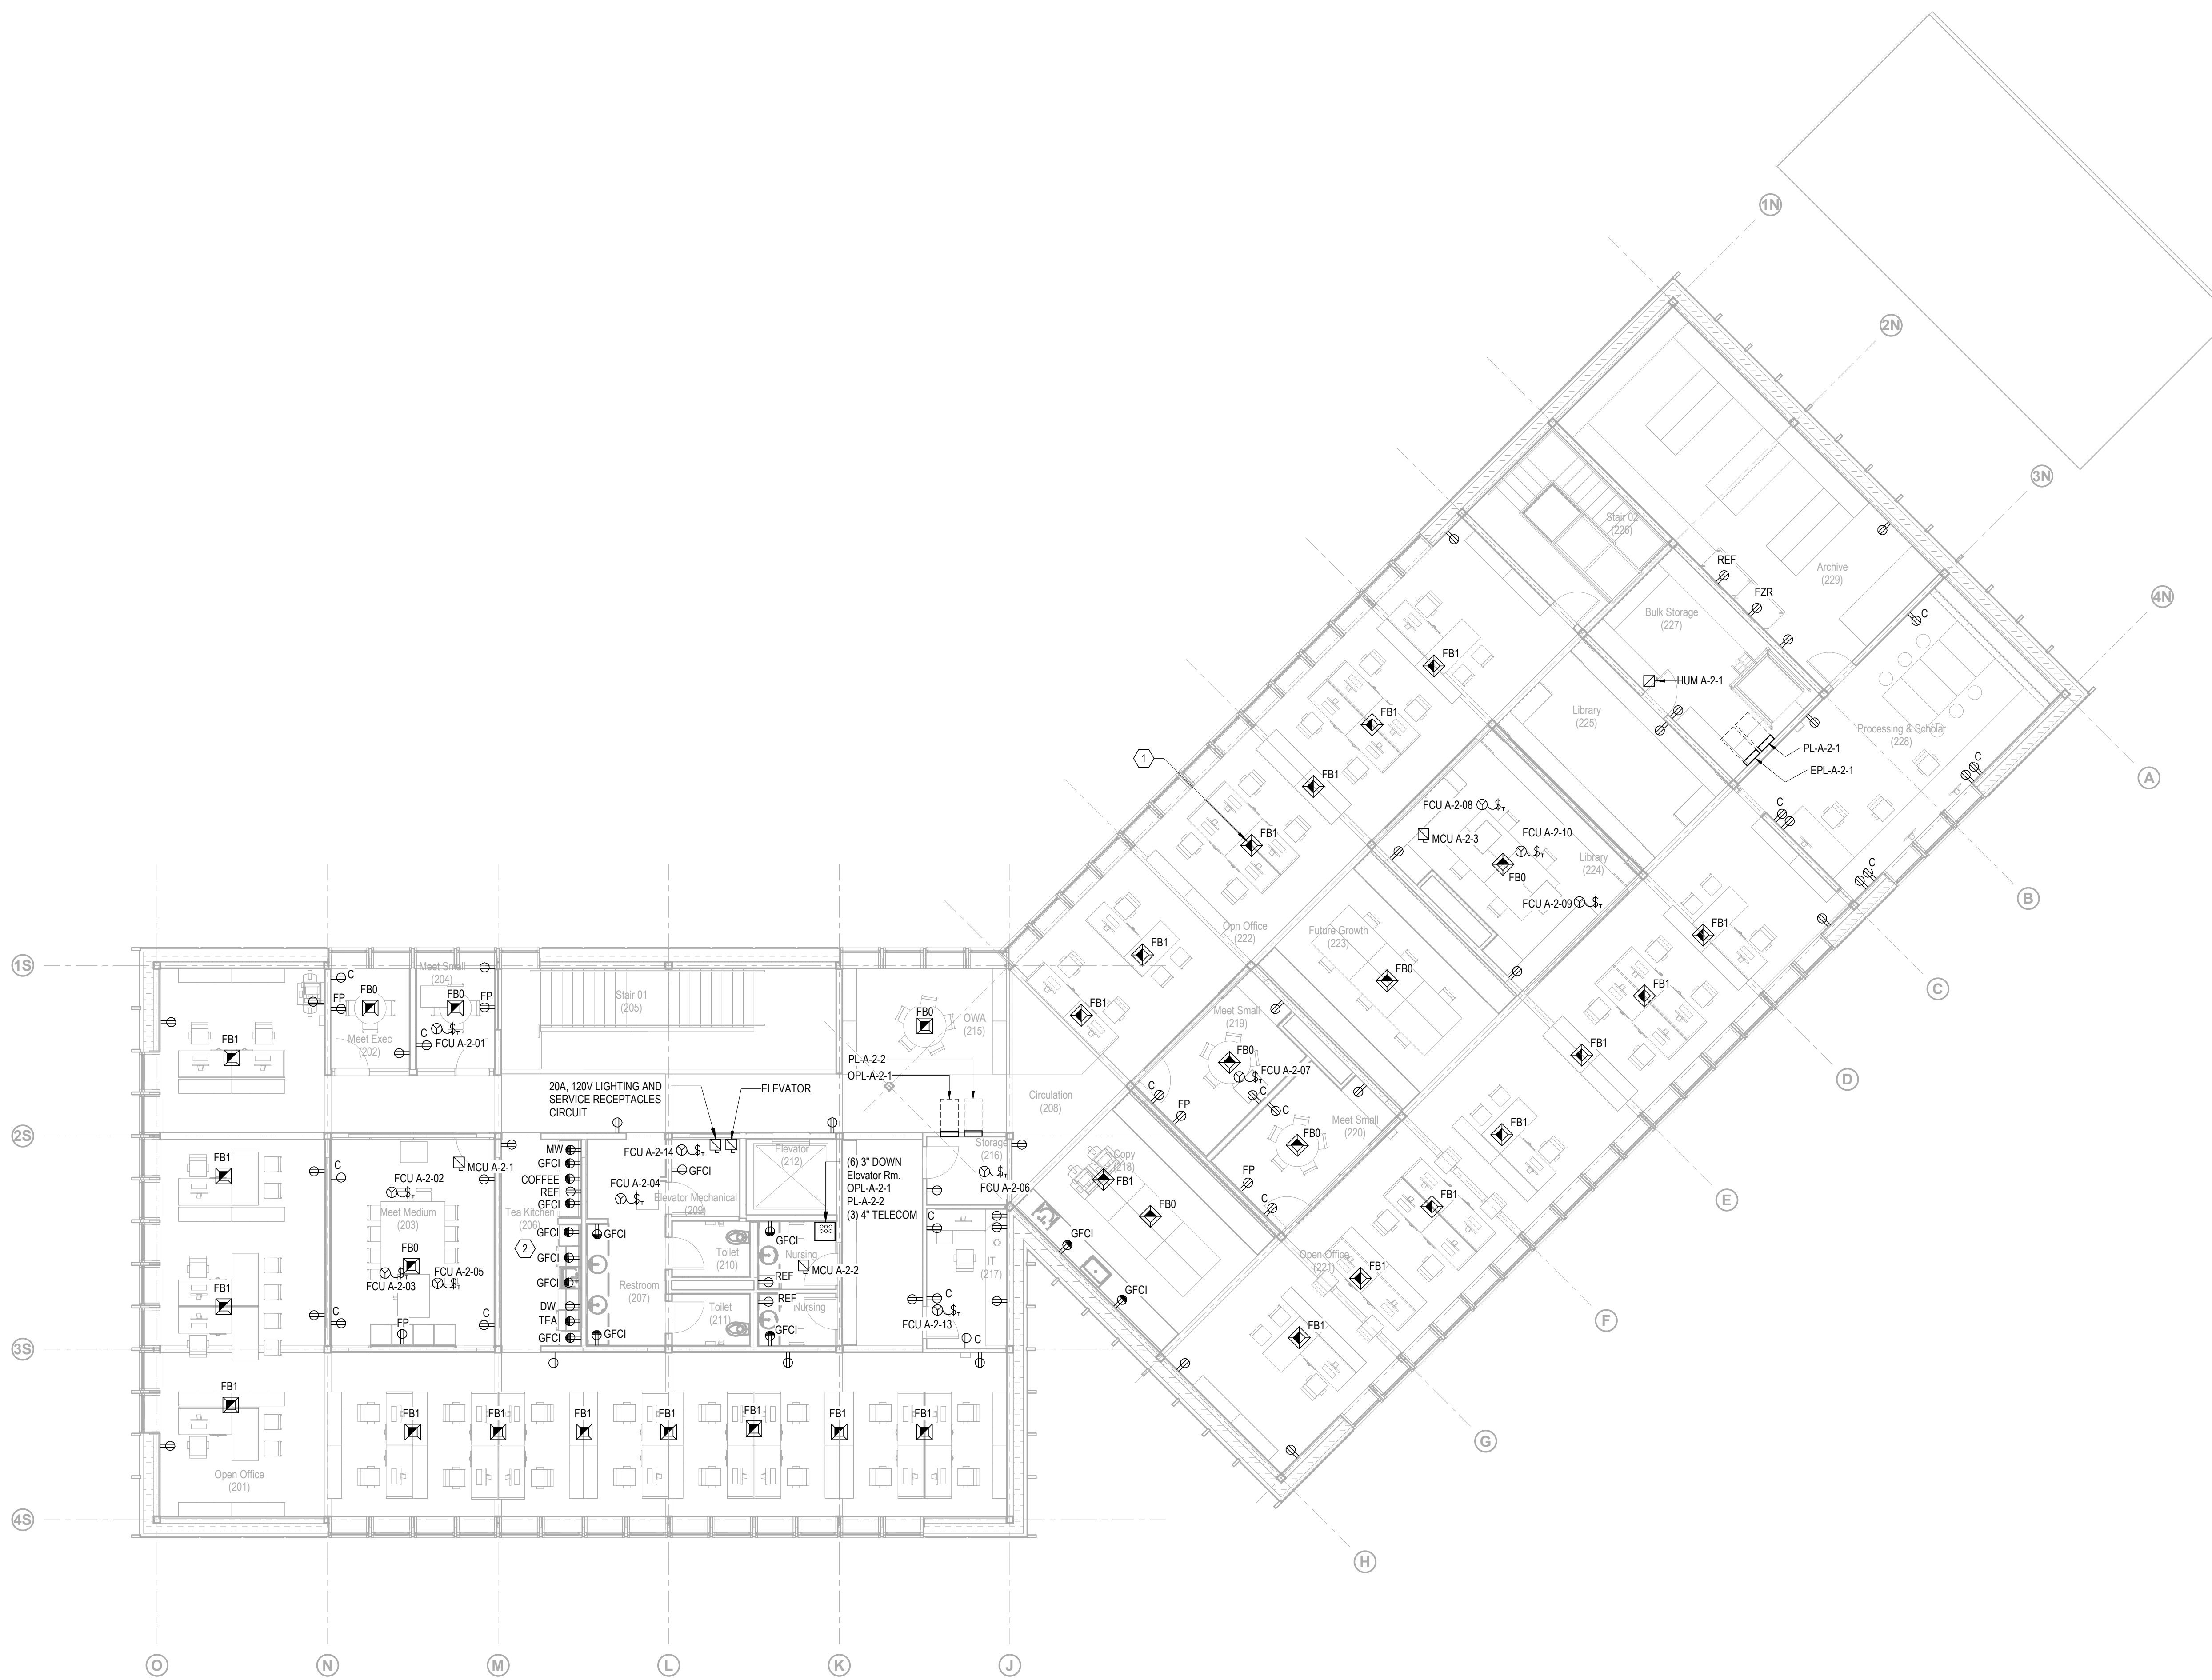 1N
2N
3N
4N
A
B
C
D
E
F
G
H
Stair 02
(226)
REF
FZR
Archive
(229)
Bulk Storage
(227)
C
HUM A-2-1
Library
(225)
Processing & Scholar
(228)
PL-A-2-1
EPL-A-2-1
C
C
C
FB1
FB1
FB1
1
FB1
FB1
FB1
FCU A-2-08
MCU A-2-3
FCU A-2-10
FB0
Library
(224)
FCU A-2-09
Opn Office
(222)
Future Growth
(223)
FB0
FB1
FB1
FB1
FB1
FB1
FB1
FB1
Open Office
(221)
Meet Small
(219)
FB0
FCU A-2-07
C
C
C
FP
Meet Small
(220)
FB0
FP
C
Copy
(218)
FB1
FB0
GFCI
GFCI
Circulation
(208)
1S
2S
3S
4S
C
FP
FB0
Meet Exec
(202)
Meet Small
(204)
FB0
FP
C
FCU A-2-01
Stair 01
(205)
FB0
OWA
(215)
PL-A-2-2
OPL-A-2-1
20A, 120V LIGHTING AND
SERVICE RECEPTACLES
CIRCUIT
ELEVATOR
FB1
FB1
FB1
FB1
Open Office
(201)
C
FCU A-2-02
MCU A-2-1
Meet Medium
(203)
FB0
FCU A-2-03
FCU A-2-05
C
FP
C
MW
GFCI
COFFEE
REF
GFCI
Tea Kitchen
(206)
GFCI
2
GFCI
GFCI
DW
TEA
GFCI
FCU A-2-14
GFCI
FCU A-2-04
Elevator Mechanical
(209)
GFCI
Restroom
(207)
GFCI
Elevator
(212)
Toilet
(210)
Toilet
(211)
GFCI
Nursing
MCU A-2-2
REF
REF
Nursing
GFCI
(6) 3" DOWN
Elevator Rm.
OPL-A-2-1
PL-A-2-2
(3) 4" TELECOM
Storage
(216)
FCU A-2-06
C
IT
(217)
C
FCU A-2-13
C
FB1
FB1
FB1
FB1
FB1
FB1
FB1
O
N
M
L
K
J